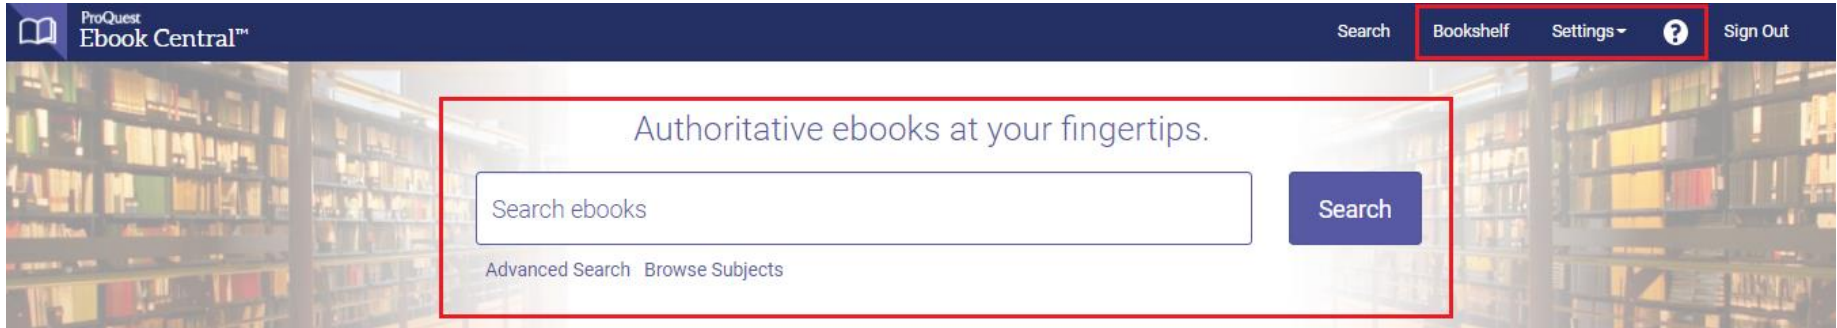 ProQuest
Ebook Central™
Search Bookshelf Settings ? Sign Out
Authoritative ebooks at your fingertips.
Search ebooks
Search
Advanced Search Browse Subjects